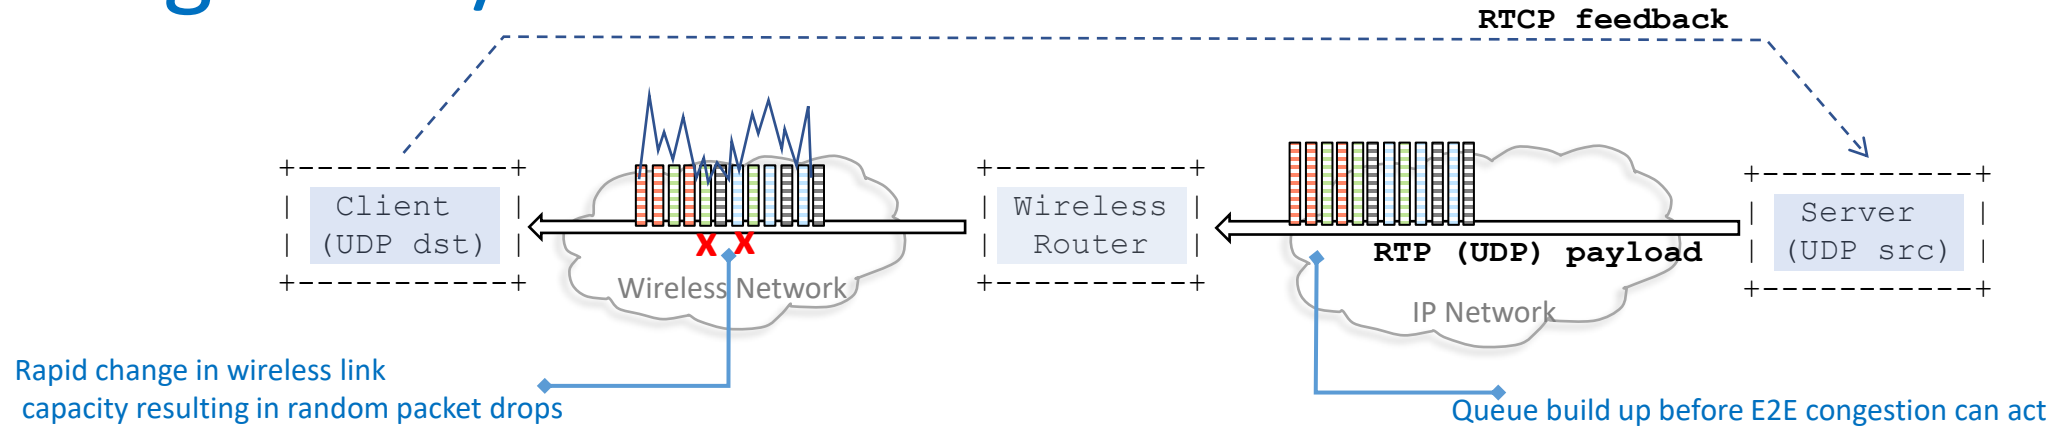 RTCP feedback
+-----------+
| Client |
| (UDP dst) |
+-----------+
X X
Wireless Network
+-----------+
| Wireless |
| Router |
+-----------+
RTP (UDP) payload
IP Network
+-----------+
| Server |
| (UDP src) |
+-----------+
Rapid change in wireless link
capacity resulting in random packet drops
Queue build up before E2E congestion can act